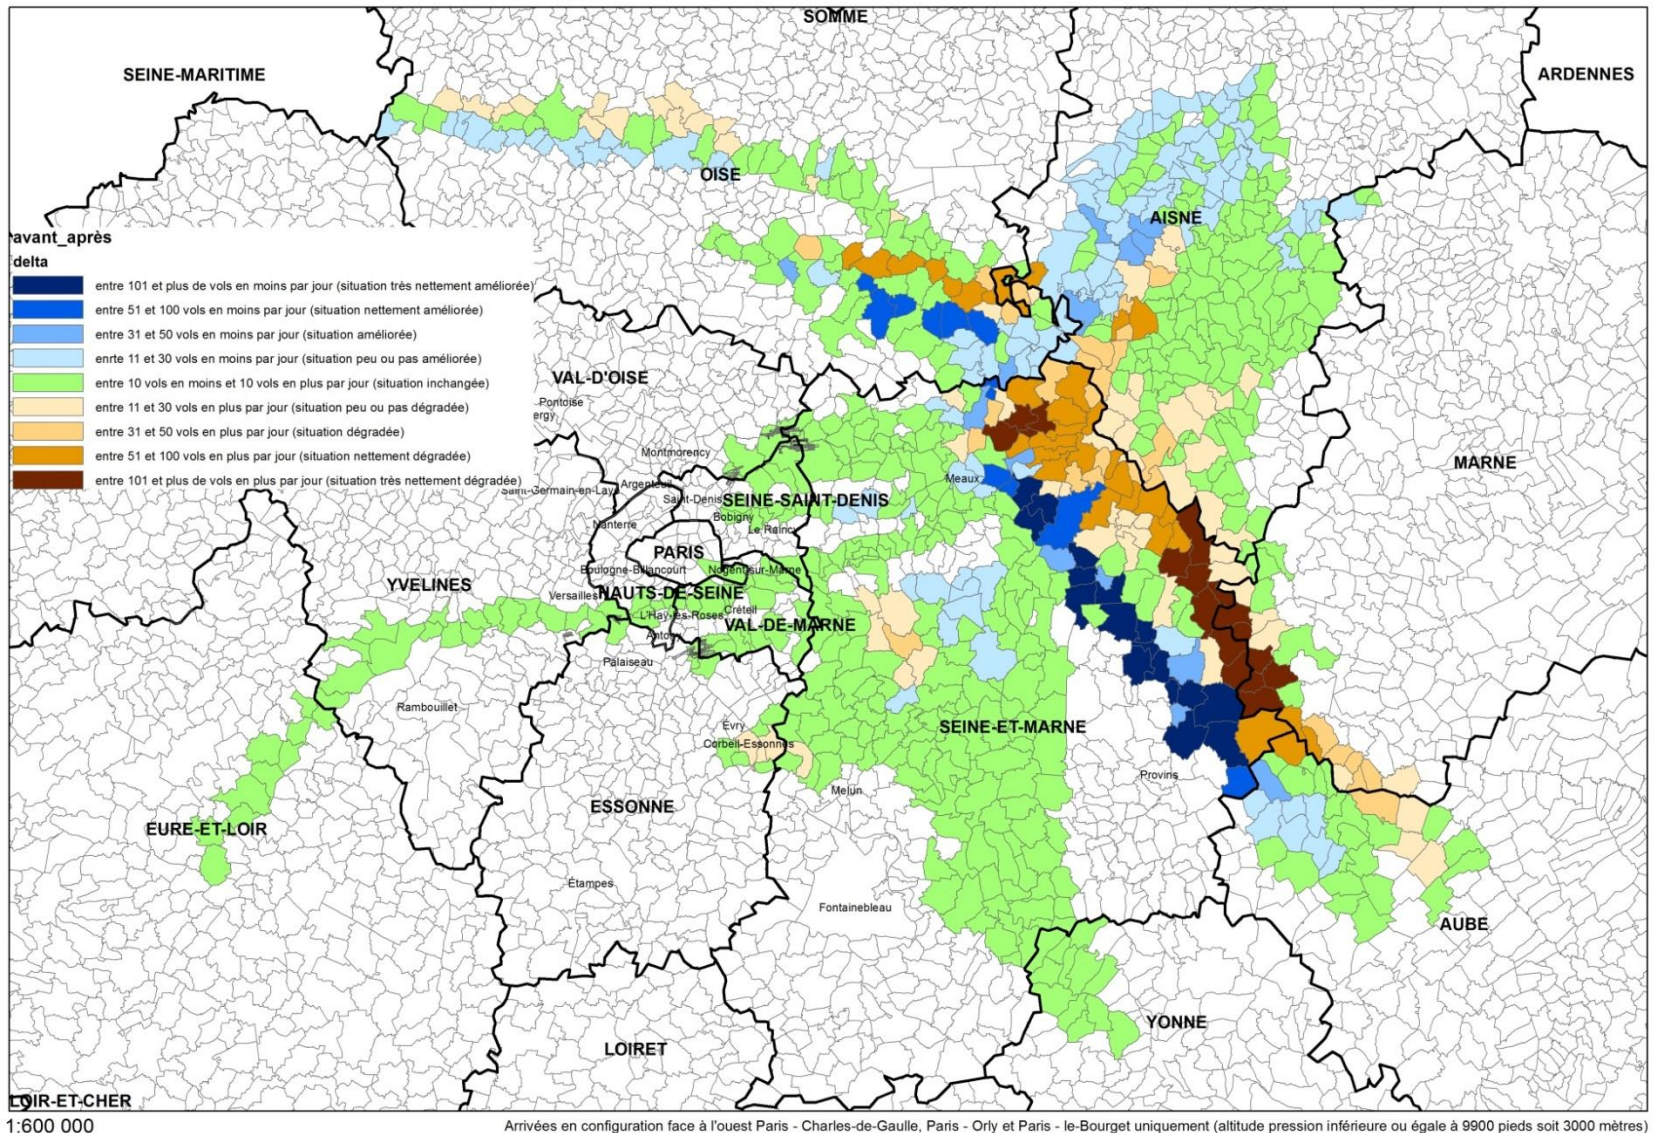 SOMME
SEINE-MARITIME
ARDENNES
OISE
AISNE
avant_après
delta
entre 101 et plus de vols en moins par jour (situation très nettement améliorée)
entre 51 et 100 vols en moins par jour (situation nettement améliorée)
entre 31 et 50 vols en moins par jour (situation améliorée)
enrte 11 et 30 vols en moins par jour (situation peu ou pas améliorée)
entre 10 vols en moins et 10 vols en plus par jour (situation inchangée)
entre 11 et 30 vols en plus par jour (situation peu ou pas dégradée)
entre 31 et 50 vols en plus par jour (situation dégradée)
entre 51 et 100 vols en plus par jour (situation nettement dégradée)
entre 101 et plus de vols en plus par jour (situation très nettement dégradée)
VAL-D'OISE
Pontoise
ergy
Montmorency
MARNE
Meaux
Argenteuil
Saint-Germain-en-Laye
Saint-Denis
SEINE-SAINT-DENIS
Bobigny
Nanterre
Le Raincy
PARIS
Boulogne-Billancourt
Nogent-sur-Marne
YVELINES
Versailles
HAUTS-DE-SEINE
Créteil
L'Haÿ-les-Roses
VAL-DE-MARNE
Antony
Palaiseau
Rambouillet
Évry
SEINE-ET-MARNE
Corbeil-Essonnes
Provins
Melun
ESSONNE
EURE-ET-LOIR
Étampes
Fontainebleau
AUBE
YONNE
LOIRET
LOIR-ET-CHER
1:600 000
Arrivées en configuration face à l'ouest Paris - Charles-de-Gaulle, Paris - Orly et Paris - le-Bourget uniquement (altitude pression inférieure ou égale à 9900 pieds soit 3000 mètres)